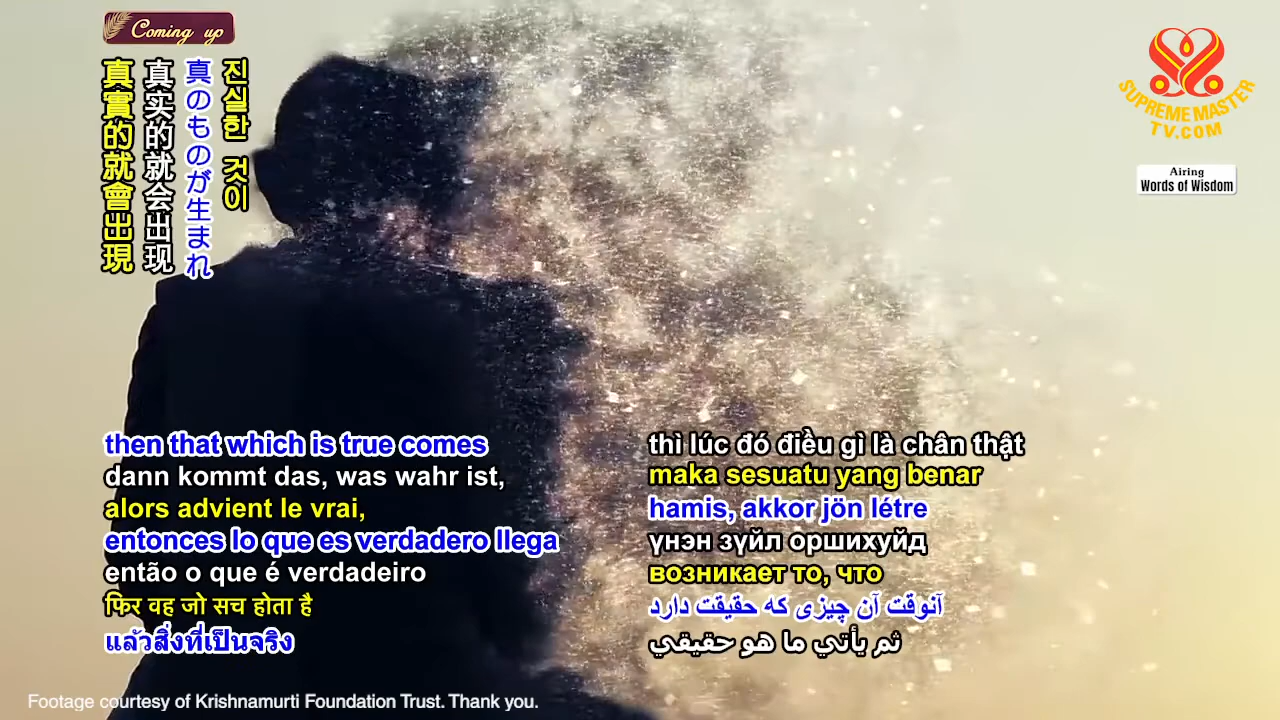 Coming up
真實的就會出現
真实的就会出现
真のものが生まれ
진실한 것이
SUPREME MASTER
TV.COM
Airing
Words of Wisdom
then that which is true comes
dann kommt das, was wahr ist,
alors advient le vrai,
entonces lo que es verdadero llega
então o que é verdadeiro
फिर वह जो सच होता है
แล้วสิ่งที่เป็นจริง
thì lúc đó điều gì là chân thật
maka sesuatu yang benar
hamis, akkor jön létre
үнэн зүйл оршихуйд
возникает то, что
آنوقت آن چیزی که حقیقت دارد
ثم يأتي ما هو حقيقي
Footage courtesy of Krishnamurti Foundation Trust. Thank you.